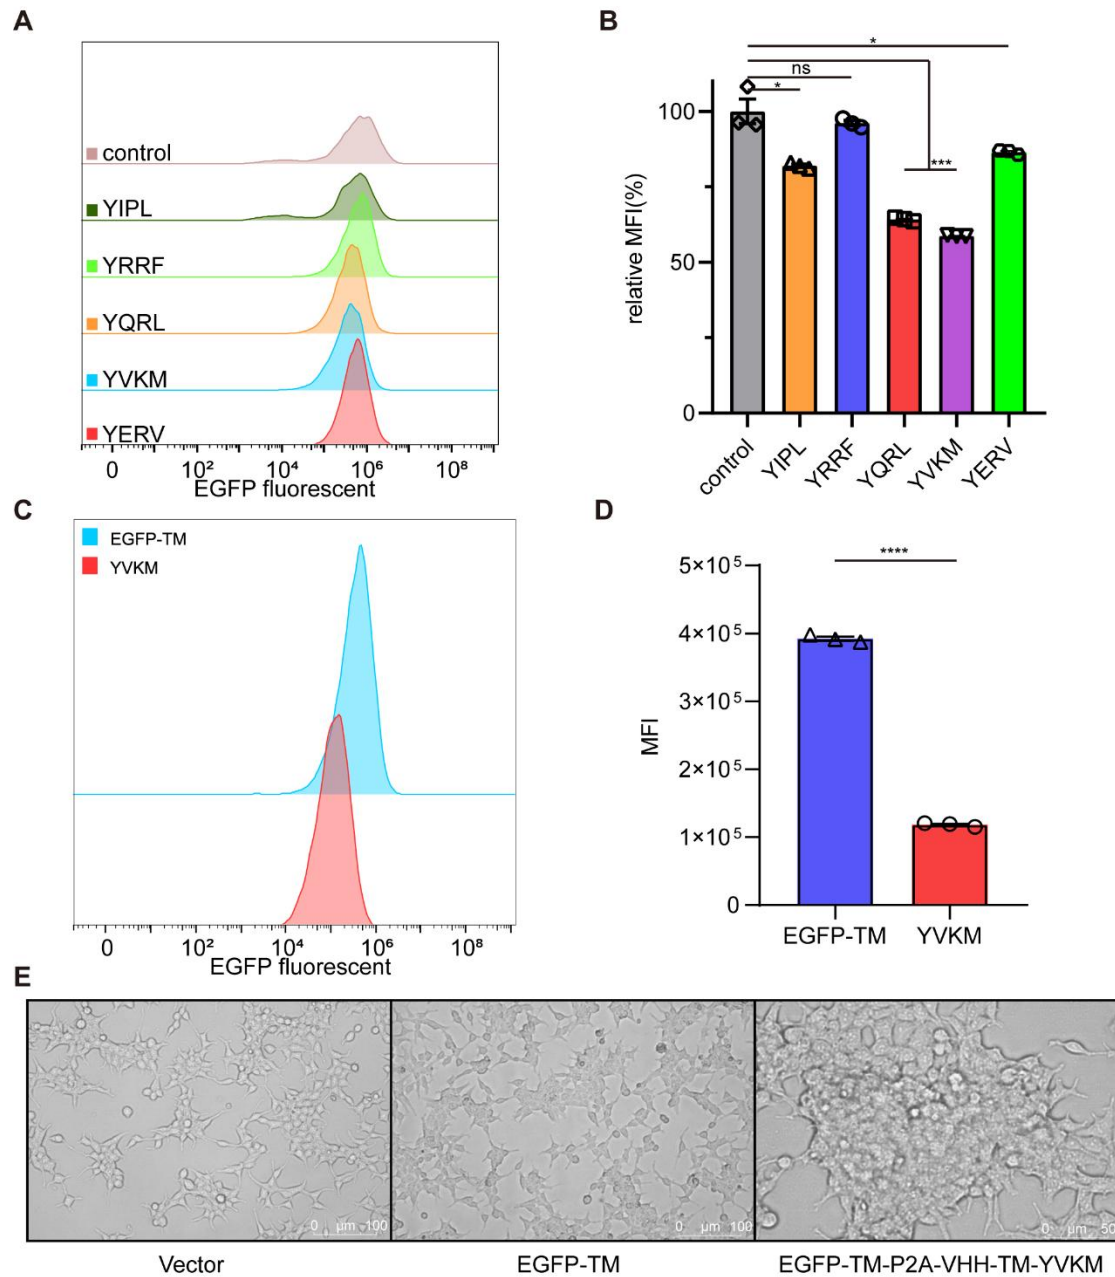 A
control
YIPL
YRRF
YQRL
YVKM
YERV
0 10² 10⁴ 10⁶ 10⁸
EGFP fluorescent
B
*
ns
*
***
relative MFI(%)
100
50
0
control YIPL YRRF YQRL YVKM YERV
C
EGFP-TM
YVKM
0 10² 10⁴ 10⁶ 10⁸
EGFP fluorescent
D
****
MFI
5×10⁵
4×10⁵
3×10⁵
2×10⁵
1×10⁵
0
EGFP-TM YVKM
E
0 µm 100
0 µm 100
0 µm 50
Vector
EGFP-TM
EGFP-TM-P2A-VHH-TM-YVKM